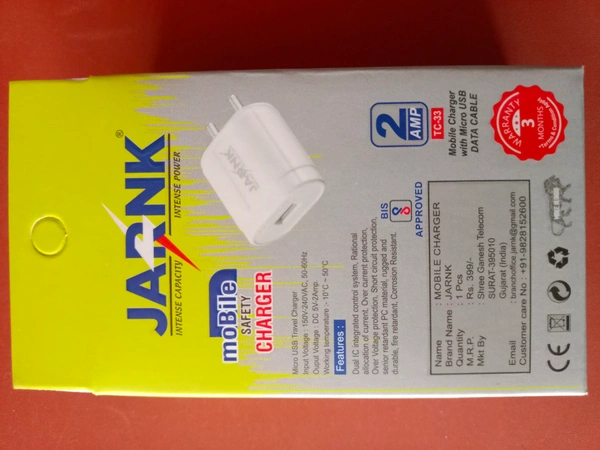 JARNK®
INTENSE CAPACITY INTENSE POWER
JARNK
moBile
SAFETY
CHARGER
2
AMP
TC-33
Mobile Charger
with Micro USB
DATA CABLE
WARRANTY
3
MONTHS
Micro USB Travel Charger
Input Voltage : 150V-240VAC, 50-60Hz
Ouput Voltage : DC 5V-2Amp.
Working temperature :- 10°C ~ 50°C
BIS
APPROVED
Features :
Dual IC integrated control system, Rational
allocation of current, Over current protection,
Over Voltage protection, Short circuit protection,
senior retardant PC material, rugged and
durable, fire retardant, Corrosion Resistant.
Name : MOBILE CHARGER
Brand Name : JARNK
Quantity : 1 Pcs
M.R.P. : Rs. 399/-
Mkt By : Shree Ganesh Telecom
SURAT-395010
Gujarat (India)
Email : branchoffice.jarnk@gmail.com
Customer care No : +91-9828152600
CE